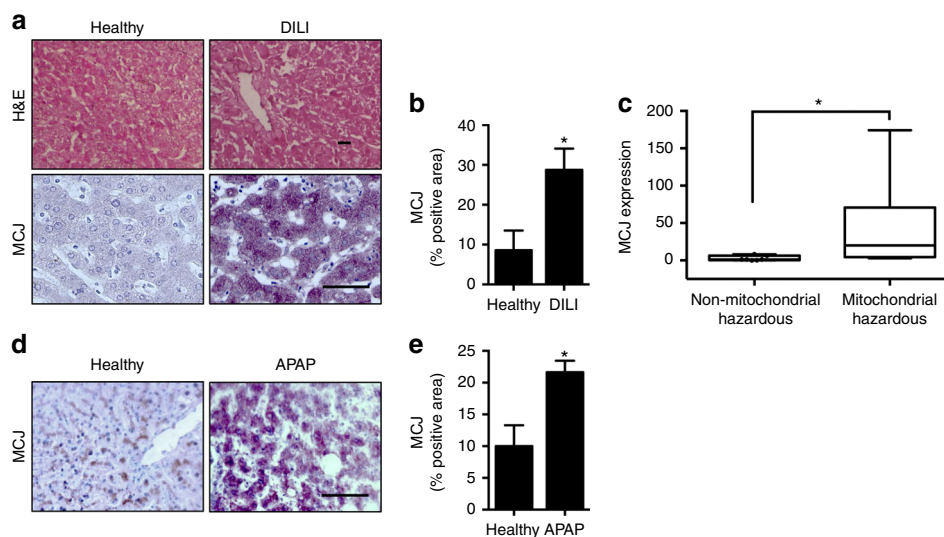 a
Healthy
DILI
H&E
MCJ
b
MCJ
(% positive area)
40
30
20
10
0
Healthy DILI
*
c
MCJ expression
200
150
100
50
0
*
Non-mitochondrial
hazardous
Mitochondrial
hazardous
d
Healthy
APAP
MCJ
e
MCJ
(% positive area)
25
20
15
10
5
0
*
Healthy APAP